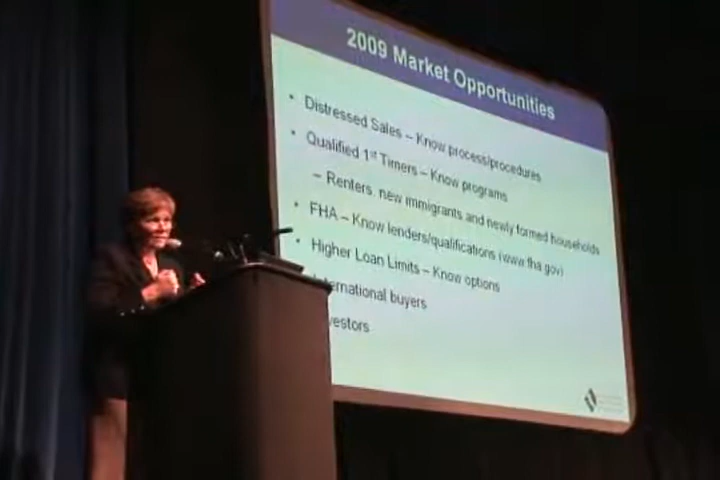 2009 Market Opportunities
• Distressed Sales – Know process/procedures
• Qualified 1st Timers – Know programs
– Renters, new immigrants and newly formed households
• FHA – Know lenders/qualifications (www.fha.gov)
• Higher Loan Limits – Know options
International buyers
vestors